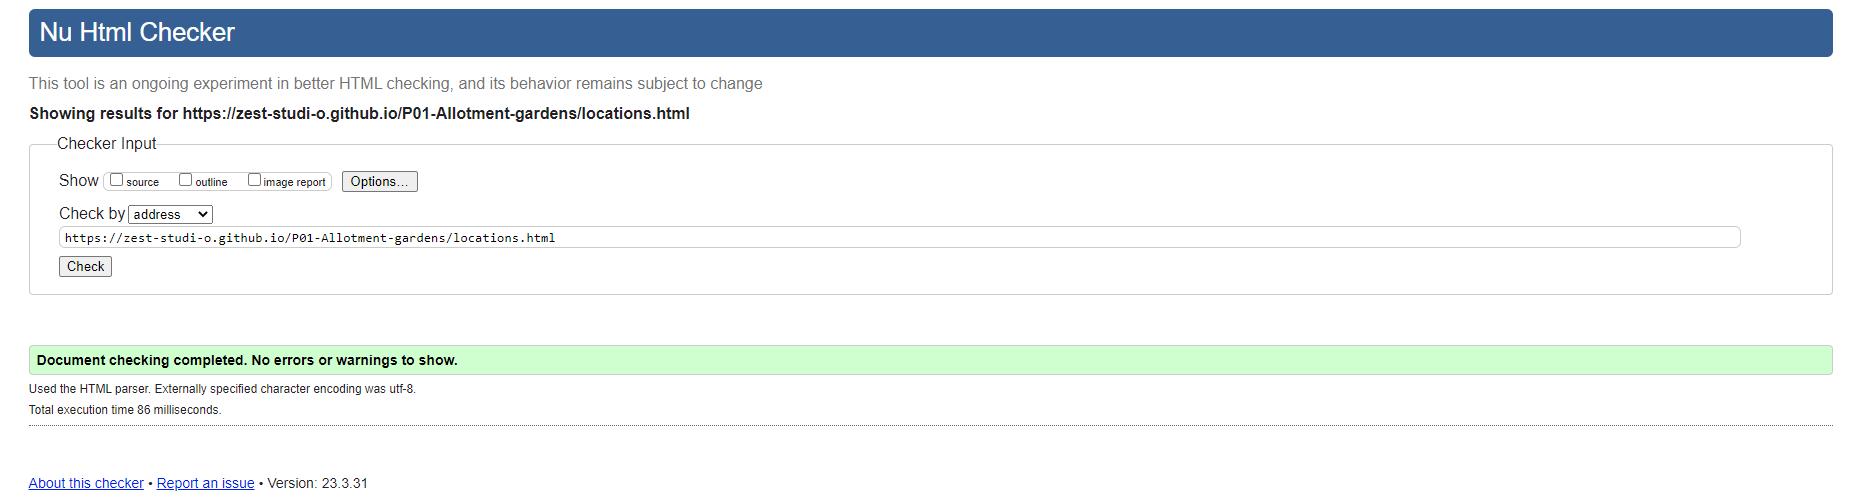 Nu Html Checker
This tool is an ongoing experiment in better HTML checking, and its behavior remains subject to change
Showing results for https://zest-studi-o.github.io/P01-Allotment-gardens/locations.html
Checker Input
Show source outline image report Options...
Check by address
https://zest-studi-o.github.io/P01-Allotment-gardens/locations.html
Check
Document checking completed. No errors or warnings to show.
Used the HTML parser. Externally specified character encoding was utf-8.
Total execution time 86 milliseconds.
About this checker • Report an issue • Version: 23.3.31